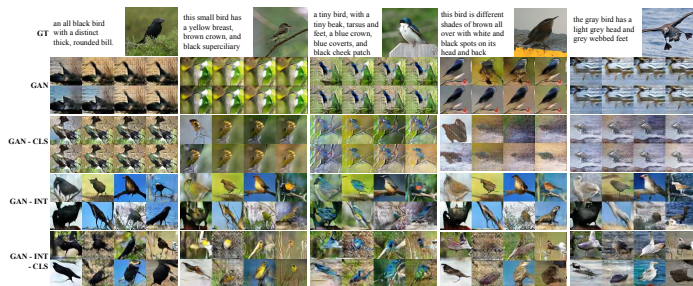 GT
an all black bird
with a distinct
thick, rounded bill.
this small bird has
a yellow breast,
brown crown, and
black superciliary
a tiny bird, with a
tiny beak, tarsus and
feet, a blue crown,
blue coverts, and
black cheek patch
this bird is different
shades of brown all
over with white and
black spots on its
head and back
the gray bird has a
light grey head and
grey webbed feet
GAN
GAN - CLS
GAN - INT
GAN - INT
- CLS